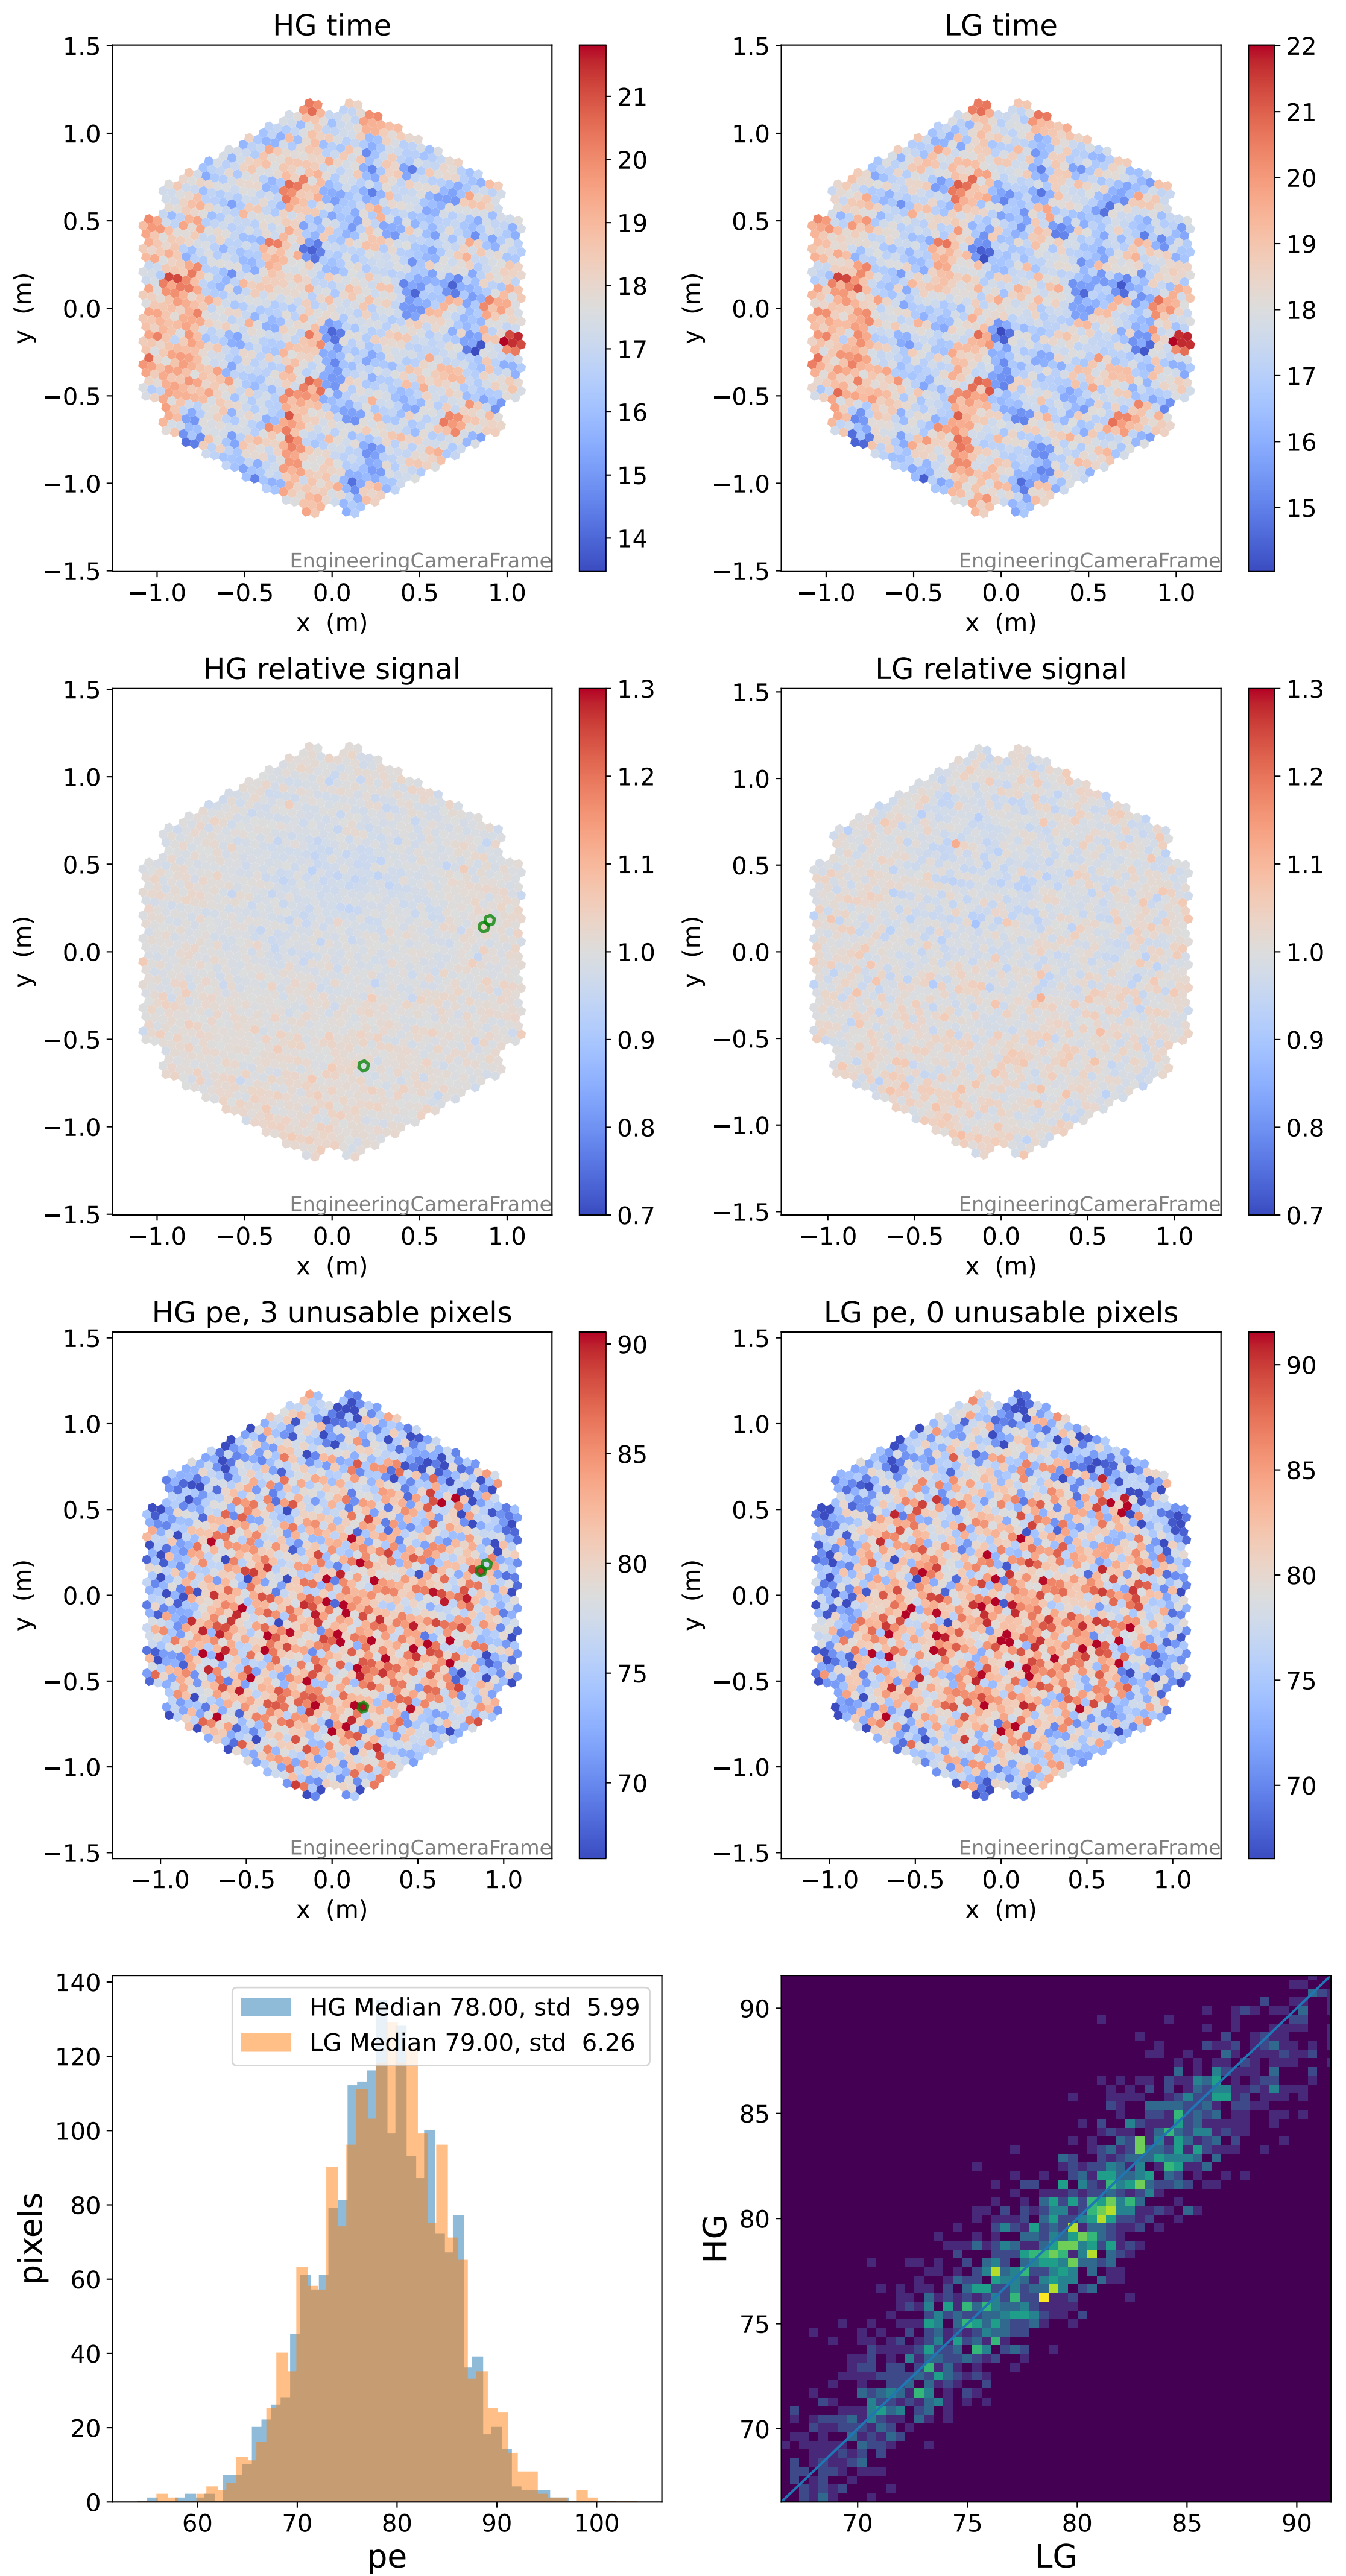 HG time
LG time
1.5
1.0
0.5
0.0
−0.5
−1.0
−1.5
y (m)
−1.0 −0.5 0.0 0.5 1.0
x (m)
EngineeringCameraFrame
21
20
19
18
17
16
15
14
1.5
1.0
0.5
0.0
−0.5
−1.0
−1.5
y (m)
−1.0 −0.5 0.0 0.5 1.0
x (m)
EngineeringCameraFrame
22
21
20
19
18
17
16
15
HG relative signal
LG relative signal
1.5
1.0
0.5
0.0
−0.5
−1.0
−1.5
y (m)
−1.0 −0.5 0.0 0.5 1.0
x (m)
EngineeringCameraFrame
1.3
1.2
1.1
1.0
0.9
0.8
0.7
1.5
1.0
0.5
0.0
−0.5
−1.0
−1.5
y (m)
−1.0 −0.5 0.0 0.5 1.0
x (m)
EngineeringCameraFrame
1.3
1.2
1.1
1.0
0.9
0.8
0.7
HG pe, 3 unusable pixels
LG pe, 0 unusable pixels
1.5
1.0
0.5
0.0
−0.5
−1.0
−1.5
y (m)
−1.0 −0.5 0.0 0.5 1.0
x (m)
EngineeringCameraFrame
90
85
80
75
70
1.5
1.0
0.5
0.0
−0.5
−1.0
−1.5
y (m)
−1.0 −0.5 0.0 0.5 1.0
x (m)
EngineeringCameraFrame
90
85
80
75
70
HG Median 78.00, std 5.99
LG Median 79.00, std 6.26
140
120
100
80
60
40
20
0
pixels
60 70 80 90 100
pe
90
85
80
75
70
HG
70 75 80 85 90
LG